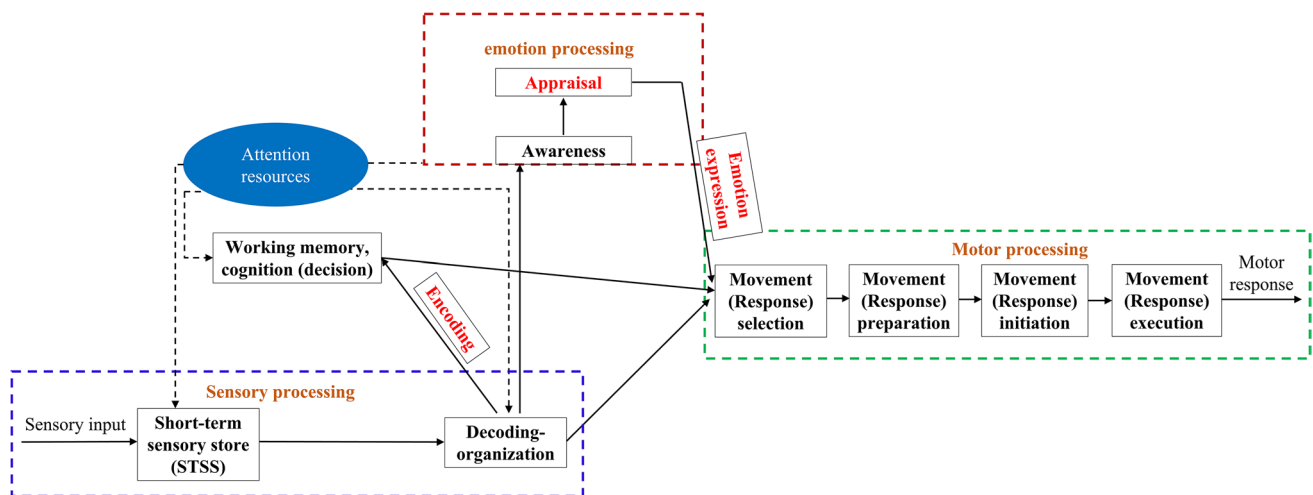 emotion processing
Appraisal
Awareness
Attention
resources
Emotion
expression
Working memory,
cognition (decision)
Encoding
Motor processing
Movement
(Response)
selection
Movement
(Response)
preparation
Movement
(Response)
initiation
Movement
(Response)
execution
Motor
response
Sensory processing
Sensory input
Short-term
sensory store
(STSS)
Decoding-
organization